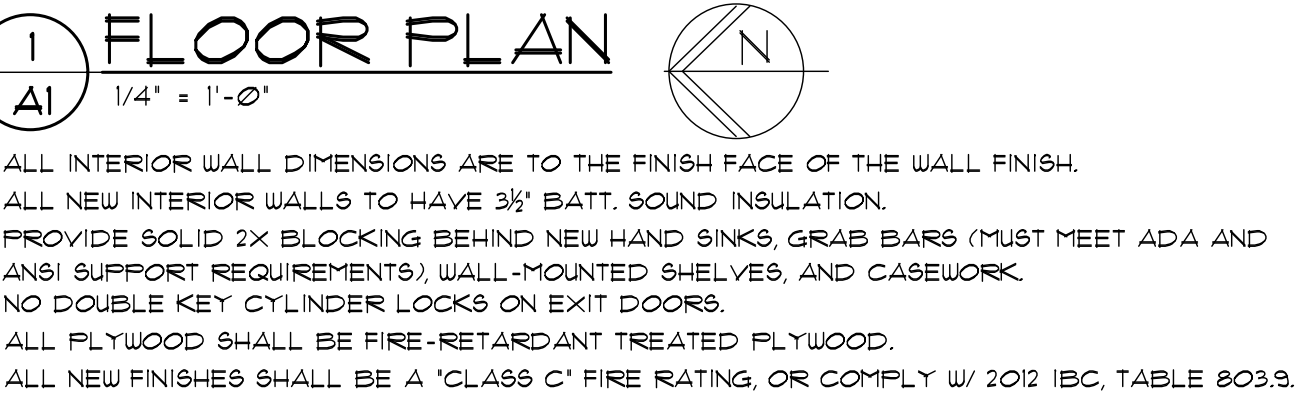 1
A1
FLOOR PLAN
1/4" = 1'-0"
N
ALL INTERIOR WALL DIMENSIONS ARE TO THE FINISH FACE OF THE WALL FINISH.
ALL NEW INTERIOR WALLS TO HAVE 3½" BATT. SOUND INSULATION.
PROVIDE SOLID 2X BLOCKING BEHIND NEW HAND SINKS, GRAB BARS (MUST MEET ADA AND
ANSI SUPPORT REQUIREMENTS), WALL-MOUNTED SHELVES, AND CASEWORK.
NO DOUBLE KEY CYLINDER LOCKS ON EXIT DOORS.
ALL PLYWOOD SHALL BE FIRE-RETARDANT TREATED PLYWOOD.
ALL NEW FINISHES SHALL BE A "CLASS C" FIRE RATING, OR COMPLY W/ 2012 IBC, TABLE 803.9.